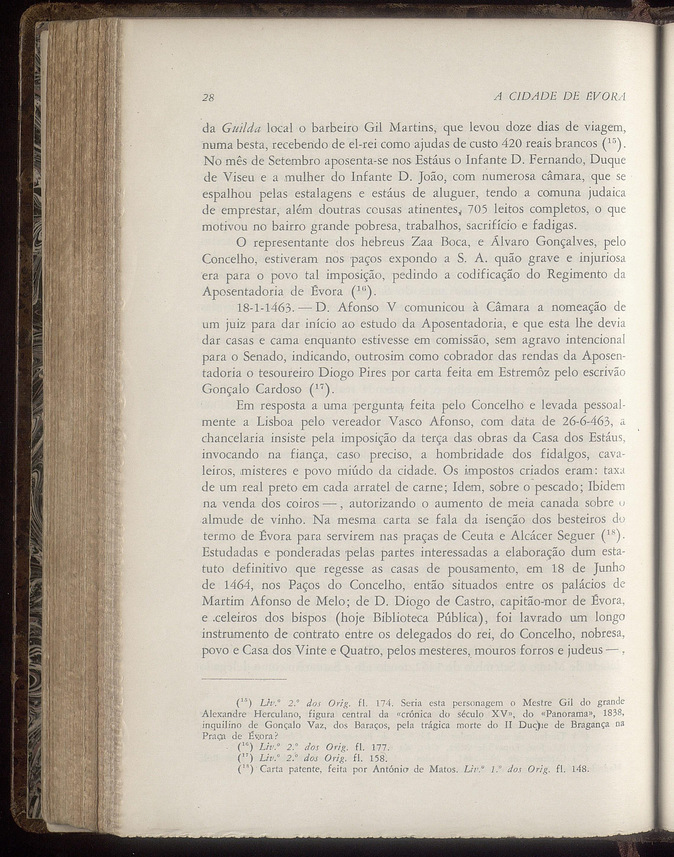 28 A CIDADE DE ÉVORA
da Guilda local o barbeiro Gil Martins, que levou doze dias de viagem,
numa besta, recebendo de el-rei como ajudas de custo 420 reais brancos (¹⁵).
No mês de Setembro aposenta-se nos Estáus o Infante D. Fernando, Duque
de Viseu e a mulher do Infante D. João, com numerosa câmara, que se
espalhou pelas estalagens e estáus de aluguer, tendo a comuna judaica
de emprestar, além doutras cousas atinentes, 705 leitos completos, o que
motivou no bairro grande pobresa, trabalhos, sacrifício e fadigas.
O representante dos hebreus Zaa Boca, e Álvaro Gonçalves, pelo
Concelho, estiveram nos paços expondo a S. A. quão grave e injuriosa
era para o povo tal imposição, pedindo a codificação do Regimento da
Aposentadoria de Évora (¹⁶).
18-1-1463. — D. Afonso V comunicou à Câmara a nomeação de
um juiz para dar início ao estudo da Aposentadoria, e que esta lhe devia
dar casas e cama enquanto estivesse em comissão, sem agravo intencional
para o Senado, indicando, outrosim como cobrador das rendas da Aposen-
tadoria o tesoureiro Diogo Pires por carta feita em Estremôz pelo escrivão
Gonçalo Cardoso (¹⁷).
Em resposta a uma pergunta feita pelo Concelho e levada pessoal-
mente a Lisboa pelo vereador Vasco Afonso, com data de 26-6-463, a
chancelaria insiste pela imposição da terça das obras da Casa dos Estáus,
invocando na fiança, caso preciso, a hombridade dos fidalgos, cava-
leiros, misteres e povo miúdo da cidade. Os impostos criados eram: taxa
de um real preto em cada arratel de carne; Idem, sobre o pescado; Ibidem
na venda dos coiros — , autorizando o aumento de meia canada sobre o
almude de vinho. Na mesma carta se fala da isenção dos besteiros do
termo de Évora para servirem nas praças de Ceuta e Alcácer Seguer (¹⁸).
Estudadas e ponderadas pelas partes interessadas a elaboração dum esta-
tuto definitivo que regesse as casas de pousamento, em 18 de Junho
de 1464, nos Paços do Concelho, então situados entre os palácios de
Martim Afonso de Melo; de D. Diogo de Castro, capitão-mor de Évora,
e .celeiros dos bispos (hoje Biblioteca Pública), foi lavrado um longo
instrumento de contrato entre os delegados do rei, do Concelho, nobresa,
povo e Casa dos Vinte e Quatro, pelos mesteres, mouros forros e judeus — ,
(¹⁵) Liv.º 2.º dos Orig. fl. 174. Seria esta personagem o Mestre Gil do grande
Alexandre Herculano, figura central da «crónica do século XV», do «Panorama», 1838,
inquilino de Gonçalo Vaz, dos Baraços, pela trágica morte do II Duque de Bragança na
Praça de Évora?
(¹⁶) Liv.º 2.º dos Orig. fl. 177.
(¹⁷) Liv.º 2.º dos Orig. fl. 158.
(¹⁸) Carta patente, feita por António de Matos. Liv.º 1.º dos Orig. fl. 148.